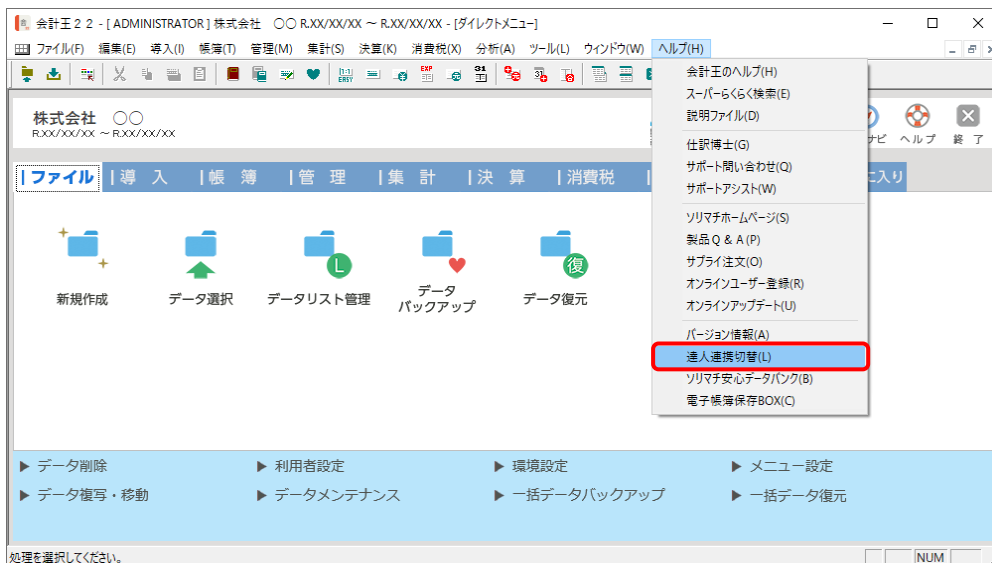 会計王２２ - [ ADMINISTRATOR ] 株式会社　〇〇 R.XX/XX/XX ～ R.XX/XX/XX - [ダイレクトメニュー]
ファイル(F) 編集(E) 導入(I) 帳簿(T) 管理(M) 集計(S) 決算(K) 消費税(X) 分析(A) ツール(L) ウィンドウ(W) ヘルプ(H)
株式会社　〇〇
R.XX/XX/XX ～ R.XX/XX/XX
ナビ ヘルプ 終 了
ファイル 導 入 帳 簿 管 理 集 計 決 算 消費税 に入り
会計王のヘルプ(H)
スーパーらくらく検索(E)
説明ファイル(D)
仕訳博士(G)
サポート問い合わせ(Q)
サポートアシスト(W)
ソリマチホームページ(S)
製品Ｑ＆Ａ(P)
サプライ注文(O)
オンラインユーザー登録(R)
オンラインアップデート(U)
バージョン情報(A)
達人連携切替(L)
ソリマチ安心データバンク(B)
電子帳簿保存BOX(C)
L 復
新規作成 データ選択 データリスト管理 データ
バックアップ データ復元
▶ データ削除 ▶ 利用者設定 ▶ 環境設定 ▶ メニュー設定
▶ データ複写・移動 ▶ データメンテナンス ▶ 一括データバックアップ ▶ 一括データ復元
処理を選択してください。 NUM